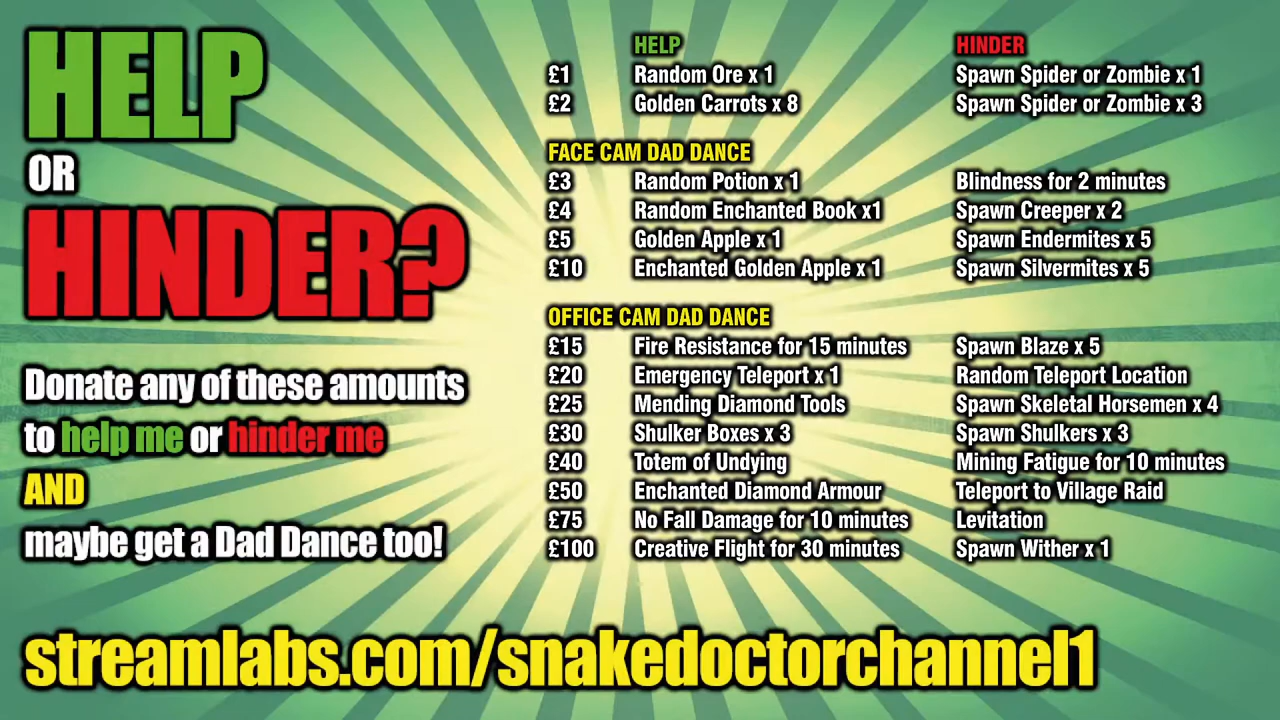 HELP
OR
HINDER?
Donate any of these amounts
to help me or hinder me
AND
maybe get a Dad Dance too!
HELP HINDER
£1 Random Ore x 1 Spawn Spider or Zombie x 1
£2 Golden Carrots x 8 Spawn Spider or Zombie x 3
FACE CAM DAD DANCE
£3 Random Potion x 1 Blindness for 2 minutes
£4 Random Enchanted Book x1 Spawn Creeper x 2
£5 Golden Apple x 1 Spawn Endermites x 5
£10 Enchanted Golden Apple x 1 Spawn Silvermites x 5
OFFICE CAM DAD DANCE
£15 Fire Resistance for 15 minutes Spawn Blaze x 5
£20 Emergency Teleport x 1 Random Teleport Location
£25 Mending Diamond Tools Spawn Skeletal Horsemen x 4
£30 Shulker Boxes x 3 Spawn Shulkers x 3
£40 Totem of Undying Mining Fatigue for 10 minutes
£50 Enchanted Diamond Armour Teleport to Village Raid
£75 No Fall Damage for 10 minutes Levitation
£100 Creative Flight for 30 minutes Spawn Wither x 1
streamlabs.com/snakedoctorchannel1